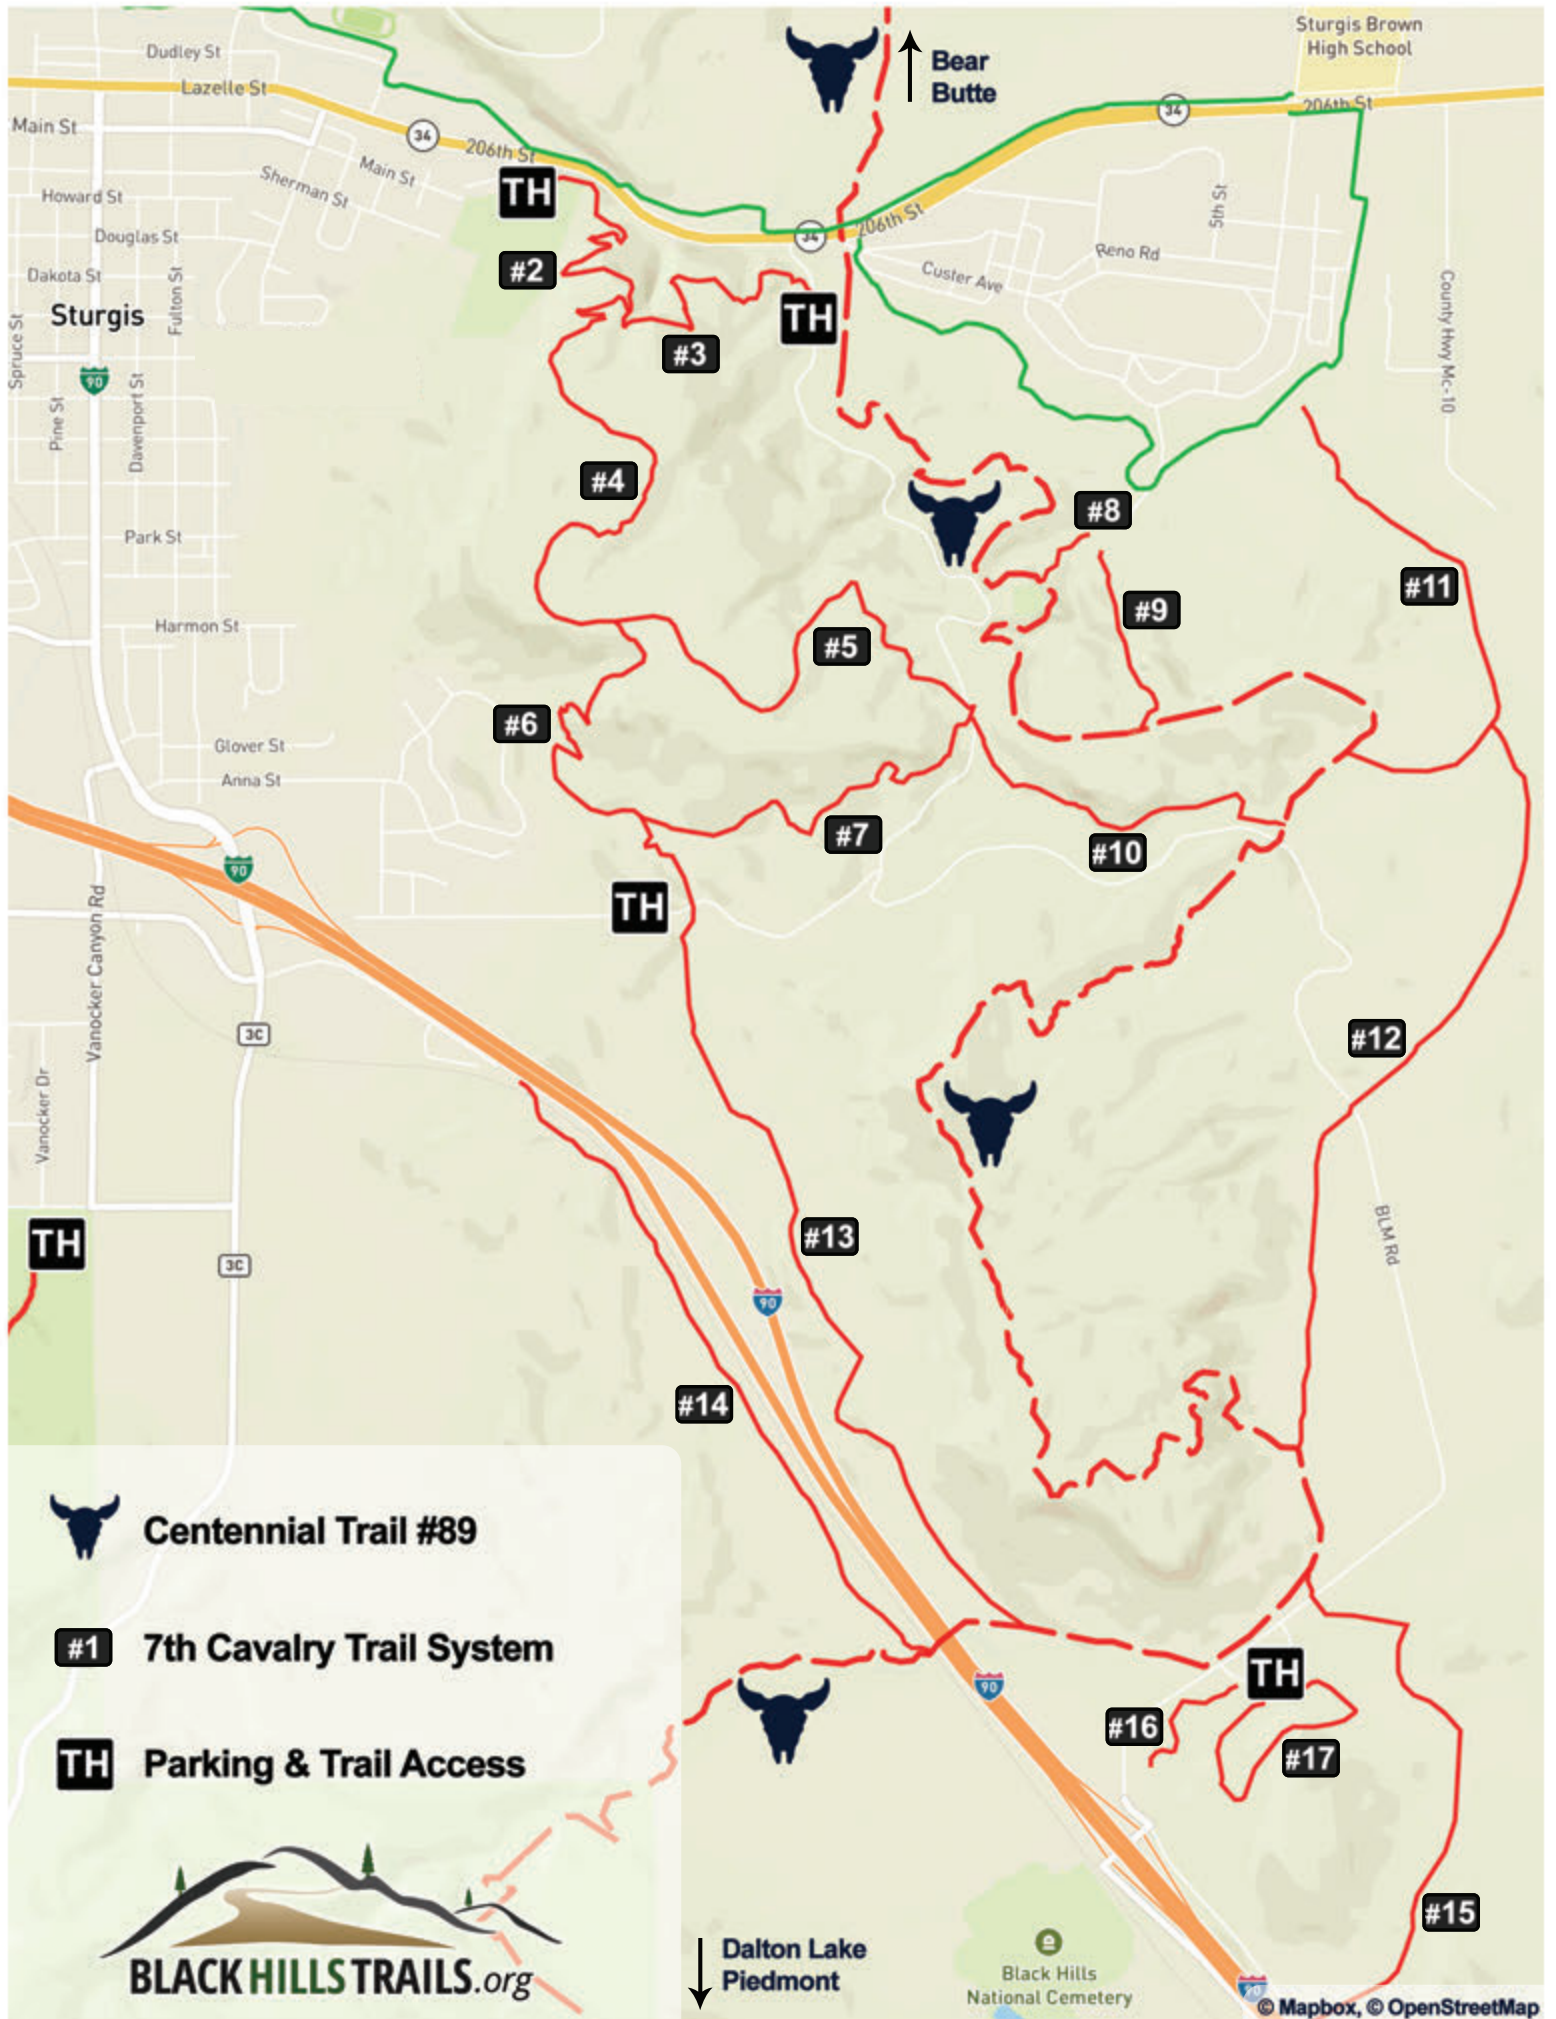 Sturgis Brown
High School
Dudley St
Bear
Butte
Lazelle St
206th St
34
Main St
34
206th St
Main St
TH
Sherman St
Howard St
5th St
206th St
34
Douglas St
Reno Rd
#2
Dakota St
Custer Ave
Fulton St
County Hwy Mc-10
Sturgis
TH
Spruce St
#3
90
Pine St
Davenport St
#4
#8
Park St
#11
#9
Harmon St
#5
#6
Glover St
Anna St
#7
#10
90
TH
Vanocker Canyon Rd
3C
#12
Vanocker Dr
TH
#13
BLM Rd
3C
90
#14
Centennial Trail #89
#1
7th Cavalry Trail System
TH
90
#16
#17
TH
Parking & Trail Access
#15
Dalton Lake
Piedmont
BLACK HILLS TRAILS.org
Black Hills
National Cemetery
90
© Mapbox, © OpenStreetMap